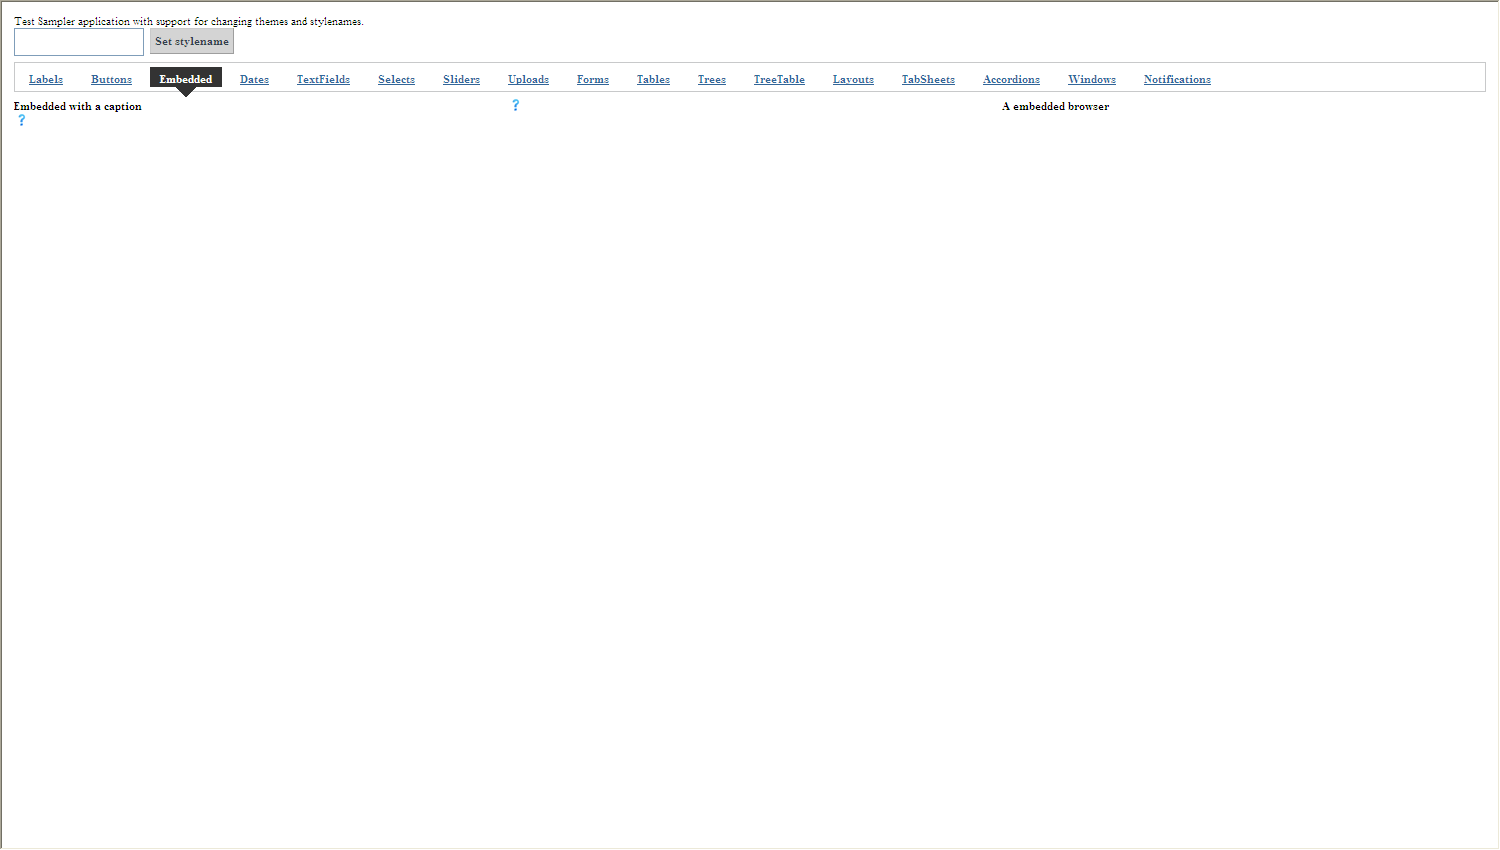 Test Sampler application with support for changing themes and stylenames.
Set stylename
Labels Buttons Embedded Dates TextFields Selects Sliders Uploads Forms Tables Trees TreeTable Layouts TabSheets Accordions Windows Notifications
Embedded with a caption ? A embedded browser
?